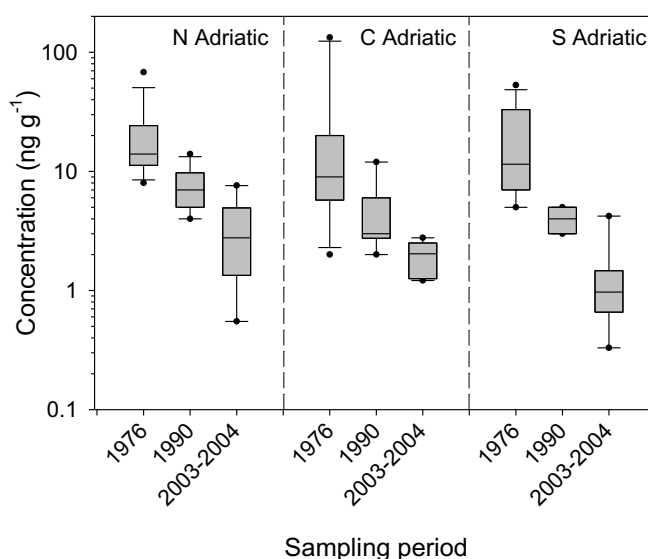 N Adriatic
C Adriatic
S Adriatic
Concentration (ng g⁻¹)
100
10
1
0.1
1976
1990
2003-2004
1976
1990
2003-2004
1976
1990
2003-2004
Sampling period